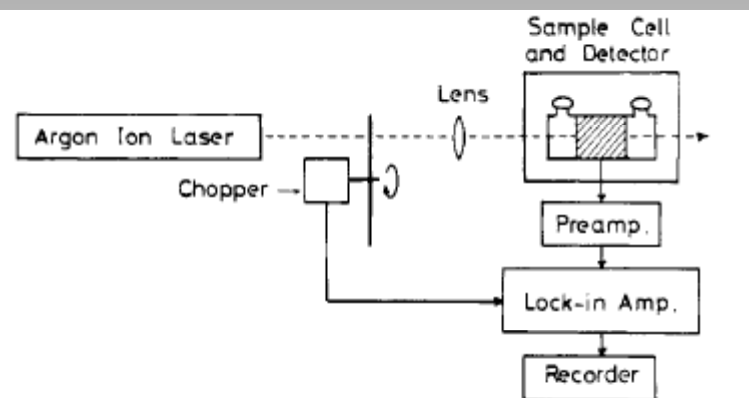 Sample Cell
and Detector
Lens
Argon Ion Laser
Chopper
Preamp.
Lock-in Amp.
Recorder